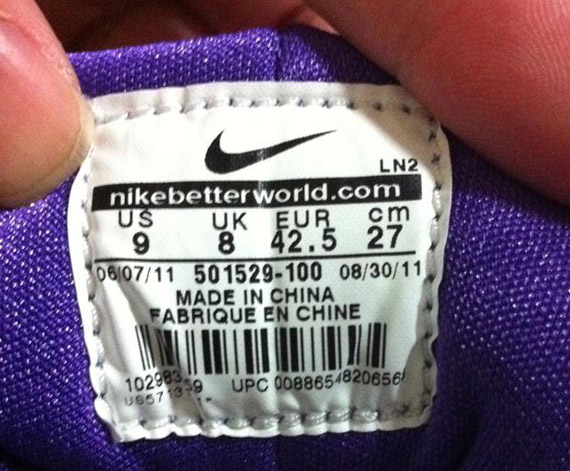 LN2
nikebetterworld.com
US UK EUR cm
9 8 42.5 27
06/07/11 501529-100 08/30/11
MADE IN CHINA
FABRIQUE EN CHINE
UPC